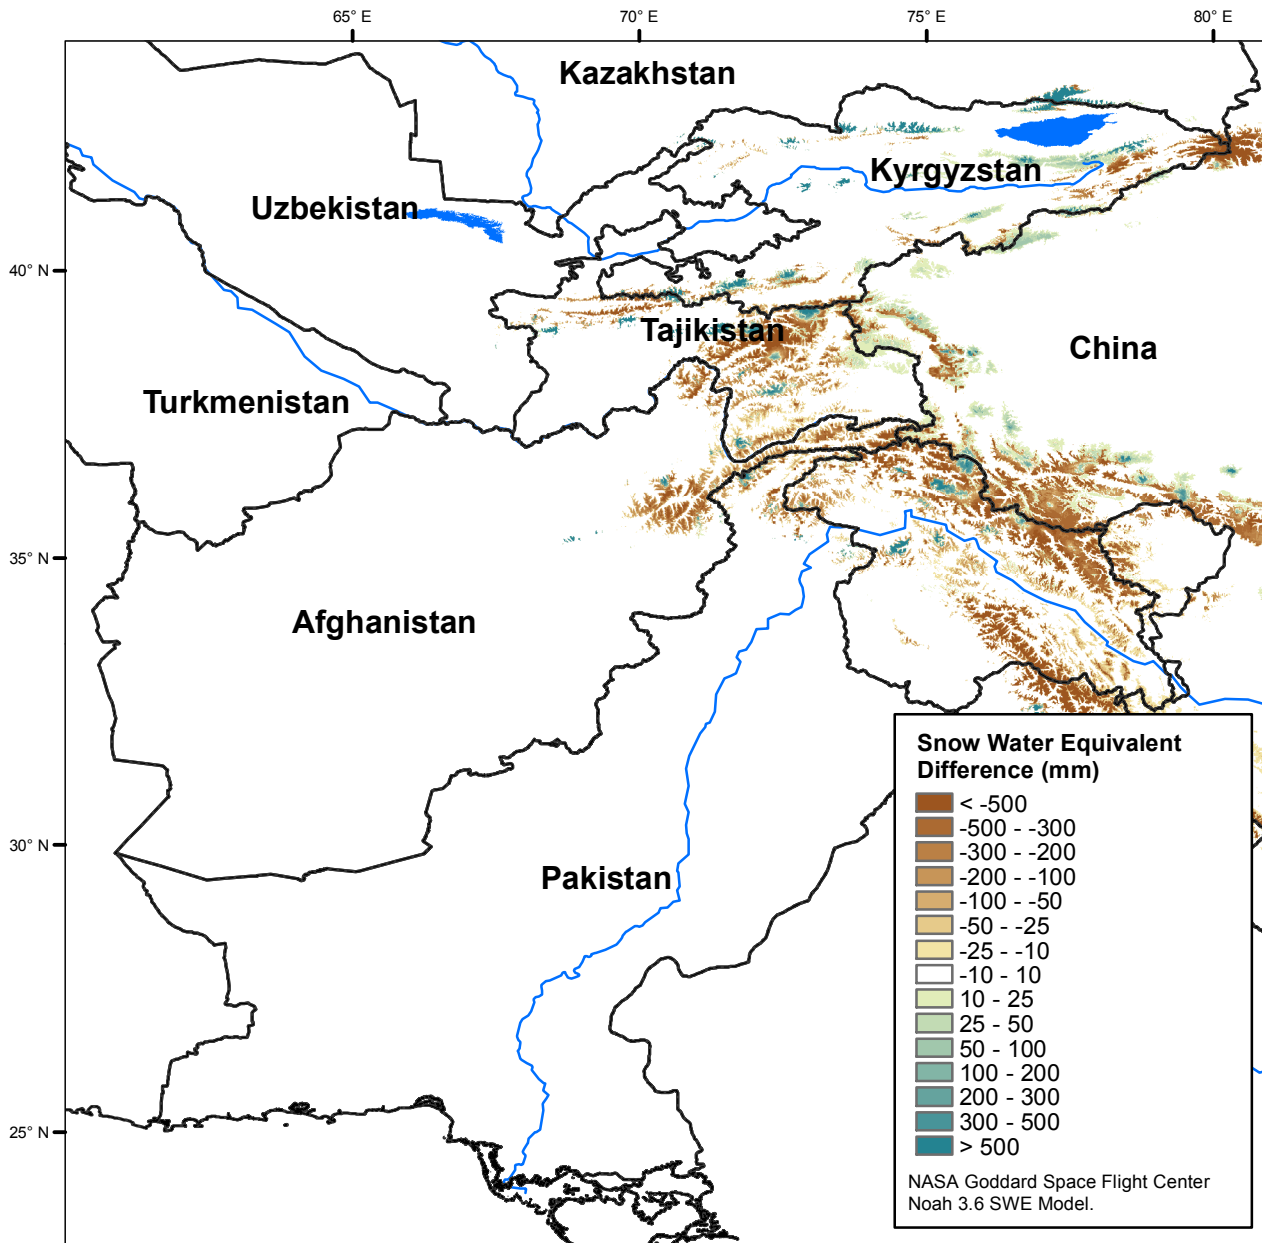 65° E
70° E
75° E
80° E
Kazakhstan
Kyrgyzstan
Uzbekistan
40° N
Tajikistan
China
Turkmenistan
35° N
Afghanistan
30° N
Pakistan
25° N
Snow Water Equivalent
Difference (mm)
< -500
-500 - -300
-300 - -200
-200 - -100
-100 - -50
-50 - -25
-25 - -10
-10 - 10
10 - 25
25 - 50
50 - 100
100 - 200
200 - 300
300 - 500
> 500
NASA Goddard Space Flight Center
Noah 3.6 SWE Model.